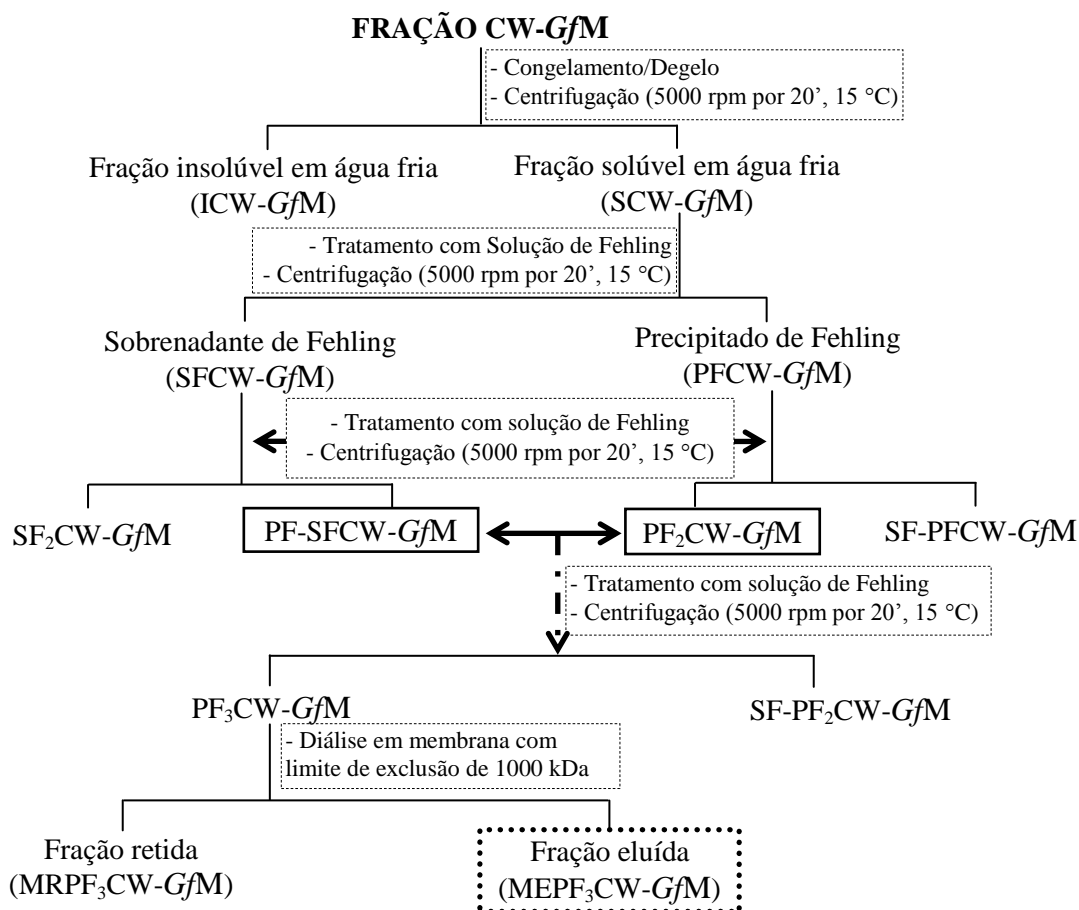 FRAÇÃO CW-GfM
- Congelamento/Degelo
- Centrifugação (5000 rpm por 20’, 15 °C)
Fração insolúvel em água fria
(ICW-GfM)
Fração solúvel em água fria
(SCW-GfM)
- Tratamento com Solução de Fehling
- Centrifugação (5000 rpm por 20’, 15 °C)
Sobrenadante de Fehling
(SFCW-GfM)
Precipitado de Fehling
(PFCW-GfM)
- Tratamento com solução de Fehling
- Centrifugação (5000 rpm por 20’, 15 °C)
SF₂CW-GfM
PF-SFCW-GfM
PF₂CW-GfM
SF-PFCW-GfM
- Tratamento com solução de Fehling
- Centrifugação (5000 rpm por 20’, 15 °C)
PF₃CW-GfM
SF-PF₂CW-GfM
- Diálise em membrana com
limite de exclusão de 1000 kDa
Fração retida
(MRPF₃CW-GfM)
Fração eluída
(MEPF₃CW-GfM)